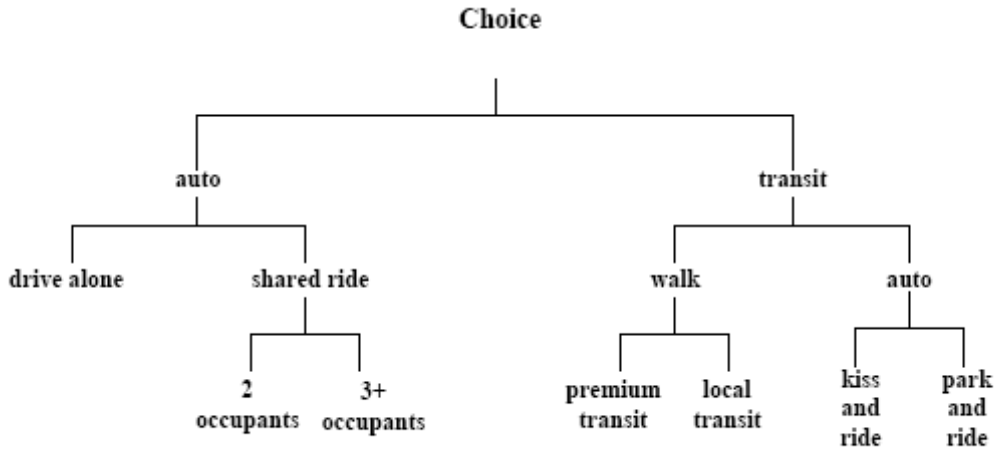 Choice
auto
transit
drive alone
shared ride
walk
auto
2
occupants
3+
occupants
premium
transit
local
transit
kiss
and
ride
park
and
ride